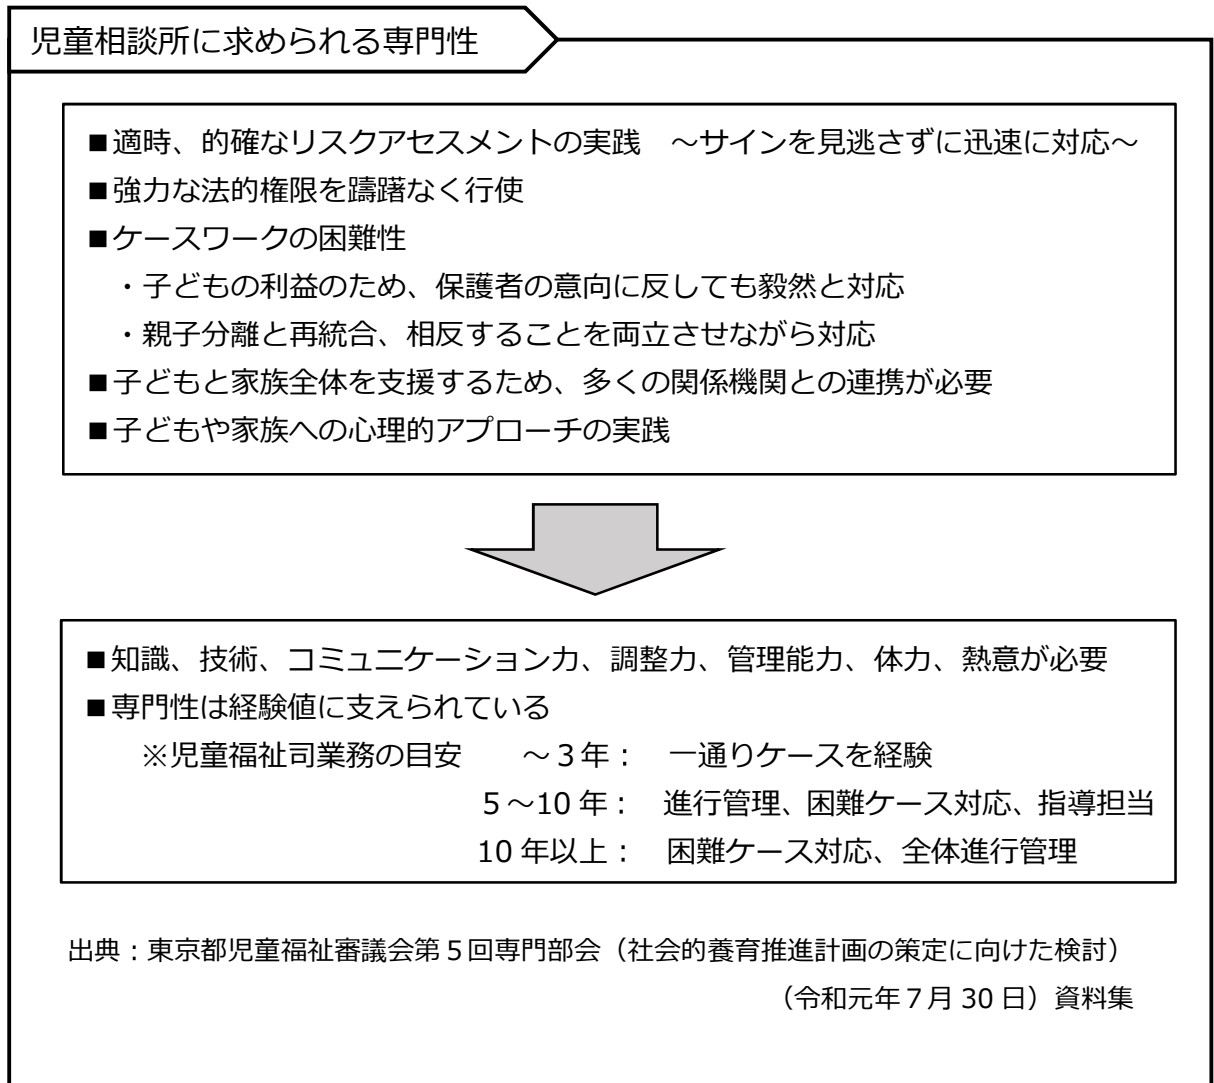 児童相談所に求められる専門性
■適時、的確なリスクアセスメントの実践　～サインを見逃さずに迅速に対応～
■強力な法的権限を躊躇なく行使
■ケースワークの困難性
・子どもの利益のため、保護者の意向に反しても毅然と対応
・親子分離と再統合、相反することを両立させながら対応
■子どもと家族全体を支援するため、多くの関係機関との連携が必要
■子どもや家族への心理的アプローチの実践
■知識、技術、コミュニケーション力、調整力、管理能力、体力、熱意が必要
■専門性は経験値に支えられている
※児童福祉司業務の目安　　～３年：　一通りケースを経験
５～10 年：　進行管理、困難ケース対応、指導担当
10 年以上：　困難ケース対応、全体進行管理
出典：東京都児童福祉審議会第５回専門部会（社会的養育推進計画の策定に向けた検討）
（令和元年７月 30 日）資料集